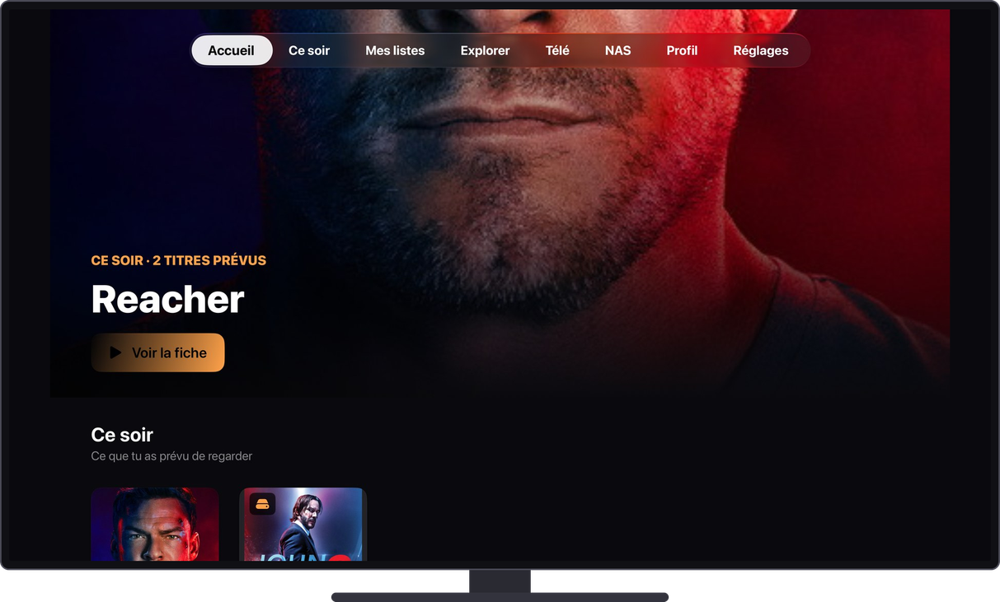 Accueil Ce soir Mes listes Explorer Télé NAS Profil Réglages
CE SOIR · 2 TITRES PRÉVUS
Reacher
Voir la fiche
Ce soir
Ce que tu as prévu de regarder
JOHN